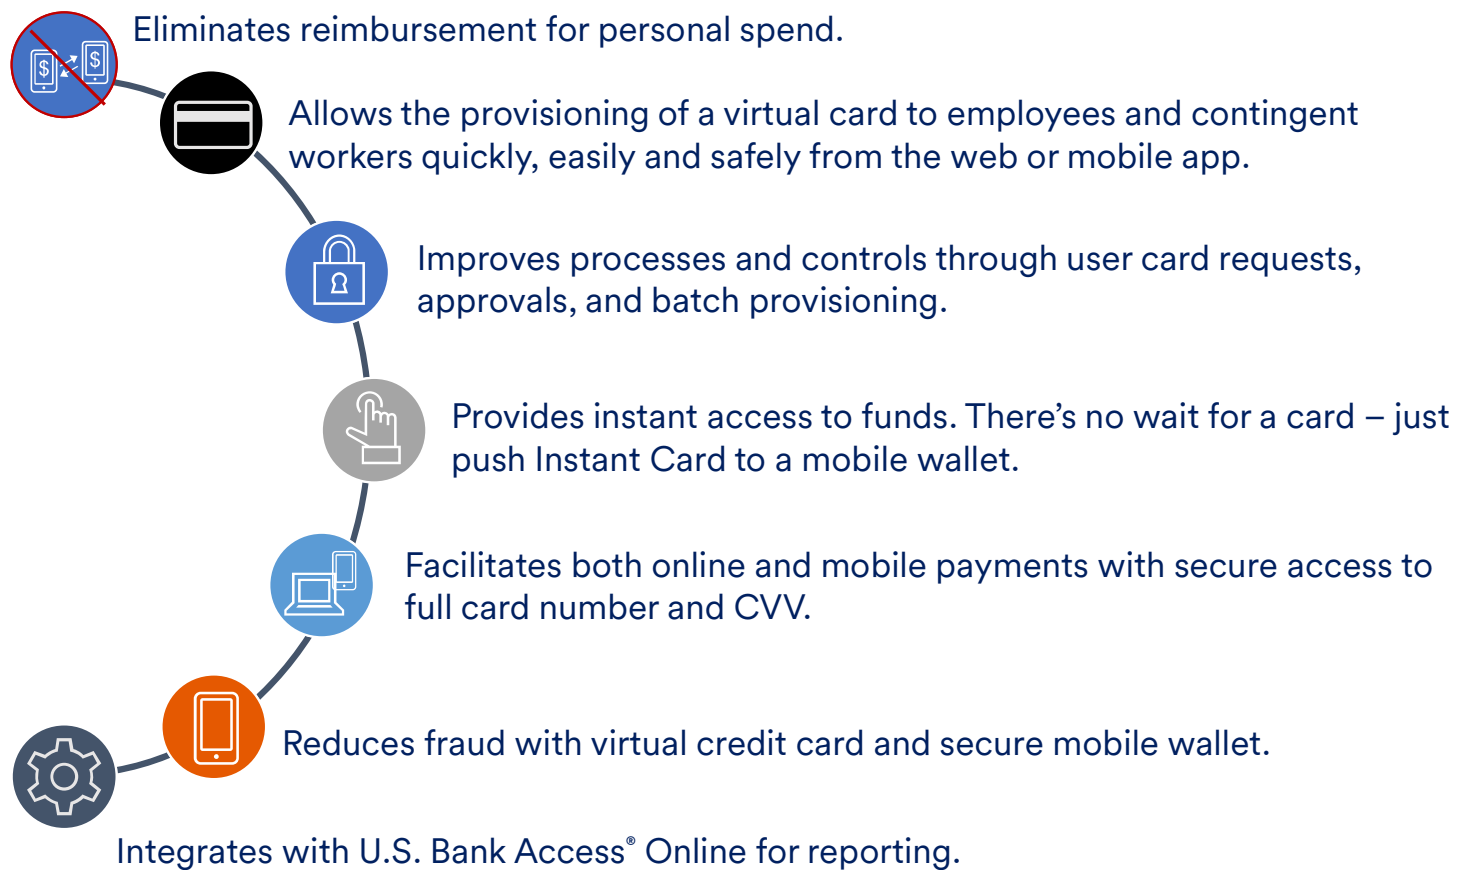 Eliminates reimbursement for personal spend.
$ $
Allows the provisioning of a virtual card to employees and contingent
workers quickly, easily and safely from the web or mobile app.
Improves processes and controls through user card requests,
approvals, and batch provisioning.
Provides instant access to funds. There’s no wait for a card – just
push Instant Card to a mobile wallet.
Facilitates both online and mobile payments with secure access to
full card number and CVV.
Reduces fraud with virtual credit card and secure mobile wallet.
Integrates with U.S. Bank Access® Online for reporting.